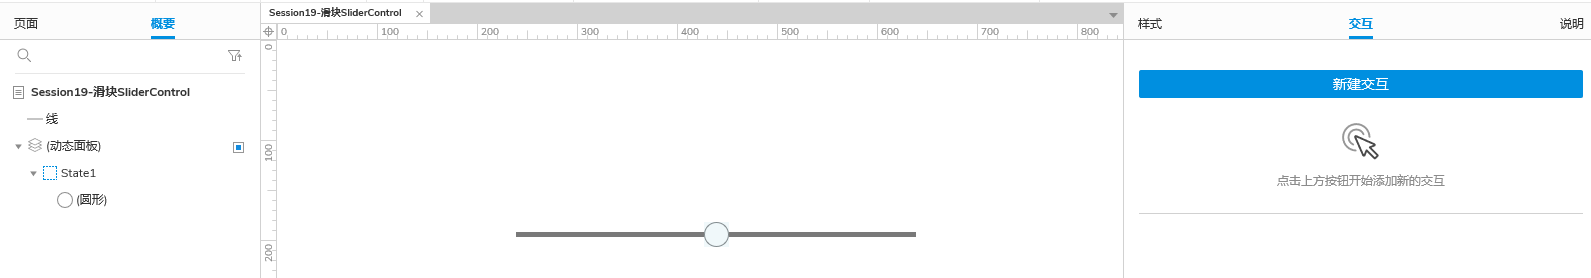 页面
概要
Session19-滑块SliderControl
线
(动态面板)
State1
(圆形)
Session19-滑块SliderControl
0 100 200 300 400 500 600 700 800
0
100
200
样式
交互
说明
新建交互
点击上方按钮开始添加新的交互